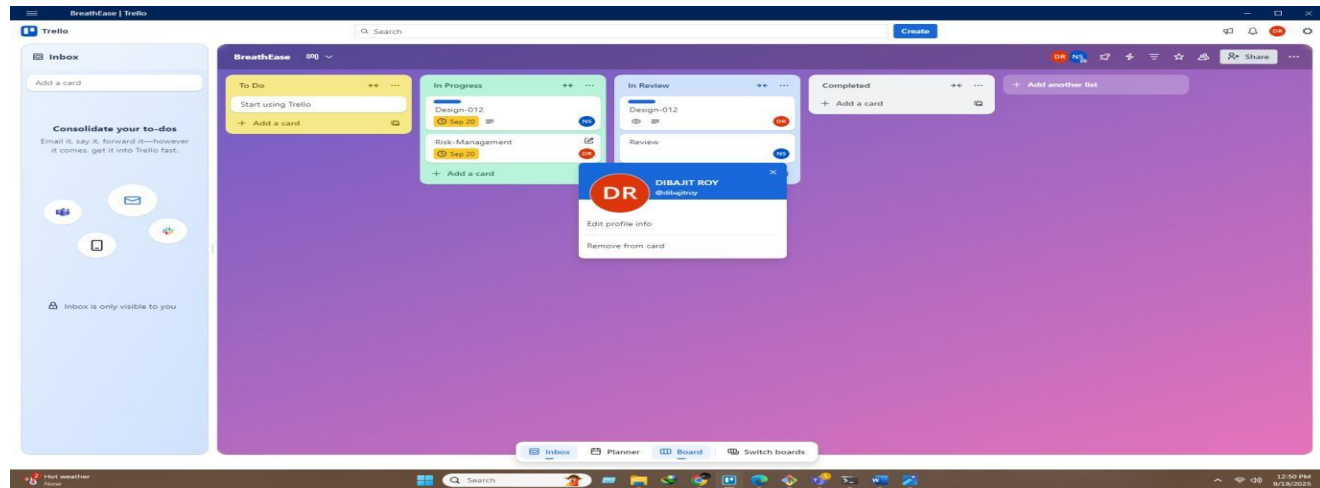 BreathEase | Trello
Trello
Search
Create
DR
Inbox
Add a card
Consolidate your to-dos
Email it, say it, forward it—however
it comes, get it into Trello fast.
Inbox is only visible to you
BreathEase
DR NS
Share
To Do
Start using Trello
+ Add a card
In Progress
Design-012
Sep 20
NS
Risk-Management
Sep 20
DR
+ Add a card
In Review
Design-012
DR
Review
NS
DR
DIBAJIT ROY
@dibajitroy
Edit profile info
Remove from card
Completed
+ Add a card
+ Add another list
Inbox
Planner
Board
Switch boards
2
Hot weather
Now
Search
12:50 PM
9/19/2025